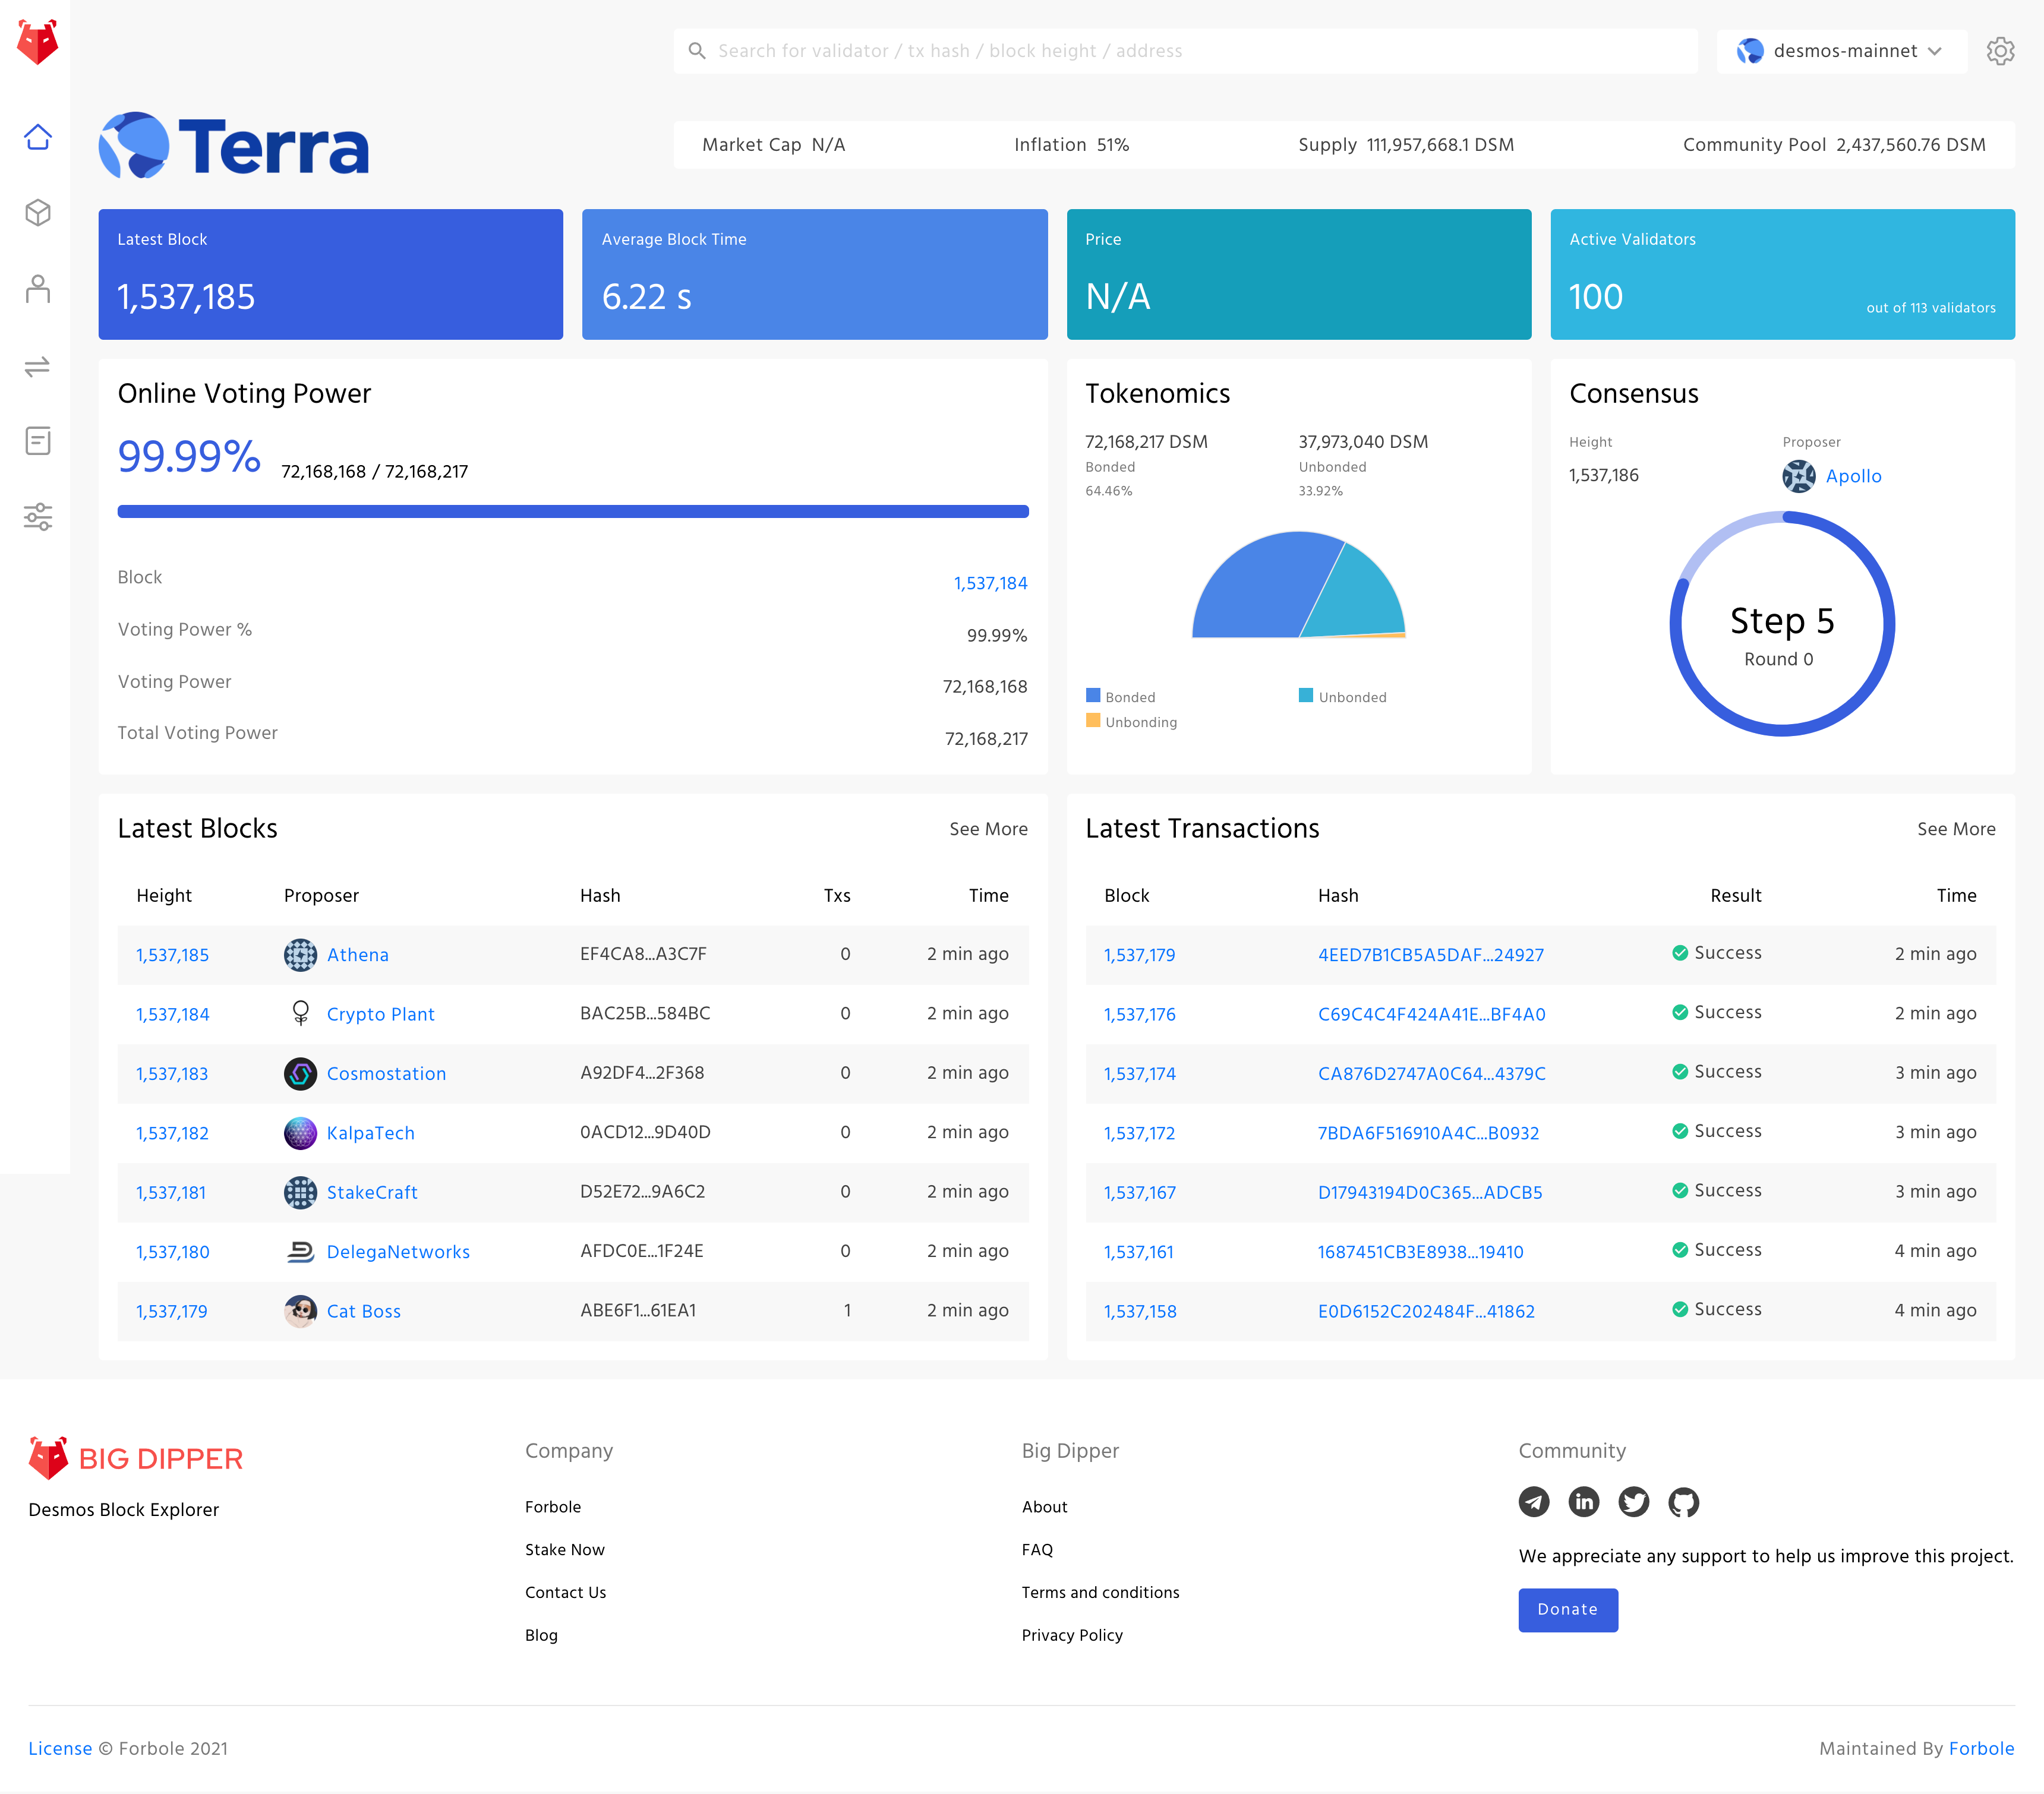 Search for validator / tx hash / block height / address
desmos-mainnet
Terra
Market Cap N/A
Inflation 51%
Supply 111,957,668.1 DSM
Community Pool 2,437,560.76 DSM
Latest Block
1,537,185
Average Block Time
6.22 s
Price
N/A
Active Validators
100
out of 113 validators
Online Voting Power
99.99% 72,168,168 / 72,168,217
Block 1,537,184
Voting Power % 99.99%
Voting Power 72,168,168
Total Voting Power 72,168,217
Tokenomics
72,168,217 DSM
Bonded
64.46%
37,973,040 DSM
Unbonded
33.92%
Bonded
Unbonded
Unbonding
Consensus
Height
1,537,186
Proposer
Apollo
Step 5
Round 0
Latest Blocks See More
Height Proposer Hash Txs Time
1,537,185 Athena EF4CA8...A3C7F 0 2 min ago
1,537,184 Crypto Plant BAC25B...584BC 0 2 min ago
1,537,183 Cosmostation A92DF4...2F368 0 2 min ago
1,537,182 KalpaTech 0ACD12...9D40D 0 2 min ago
1,537,181 StakeCraft D52E72...9A6C2 0 2 min ago
1,537,180 DelegaNetworks AFDC0E...1F24E 0 2 min ago
1,537,179 Cat Boss ABE6F1...61EA1 1 2 min ago
Latest Transactions See More
Block Hash Result Time
1,537,179 4EED7B1CB5A5DAF...24927 Success 2 min ago
1,537,176 C69C4C4F424A41E...BF4A0 Success 2 min ago
1,537,174 CA876D2747A0C64...4379C Success 3 min ago
1,537,172 7BDA6F516910A4C...B0932 Success 3 min ago
1,537,167 D17943194D0C365...ADCB5 Success 3 min ago
1,537,161 1687451CB3E8938...19410 Success 4 min ago
1,537,158 E0D6152C202484F...41862 Success 4 min ago
BIG DIPPER
Desmos Block Explorer
Company
Forbole
Stake Now
Contact Us
Blog
Big Dipper
About
FAQ
Terms and conditions
Privacy Policy
Community
in
We appreciate any support to help us improve this project.
Donate
License © Forbole 2021
Maintained By Forbole